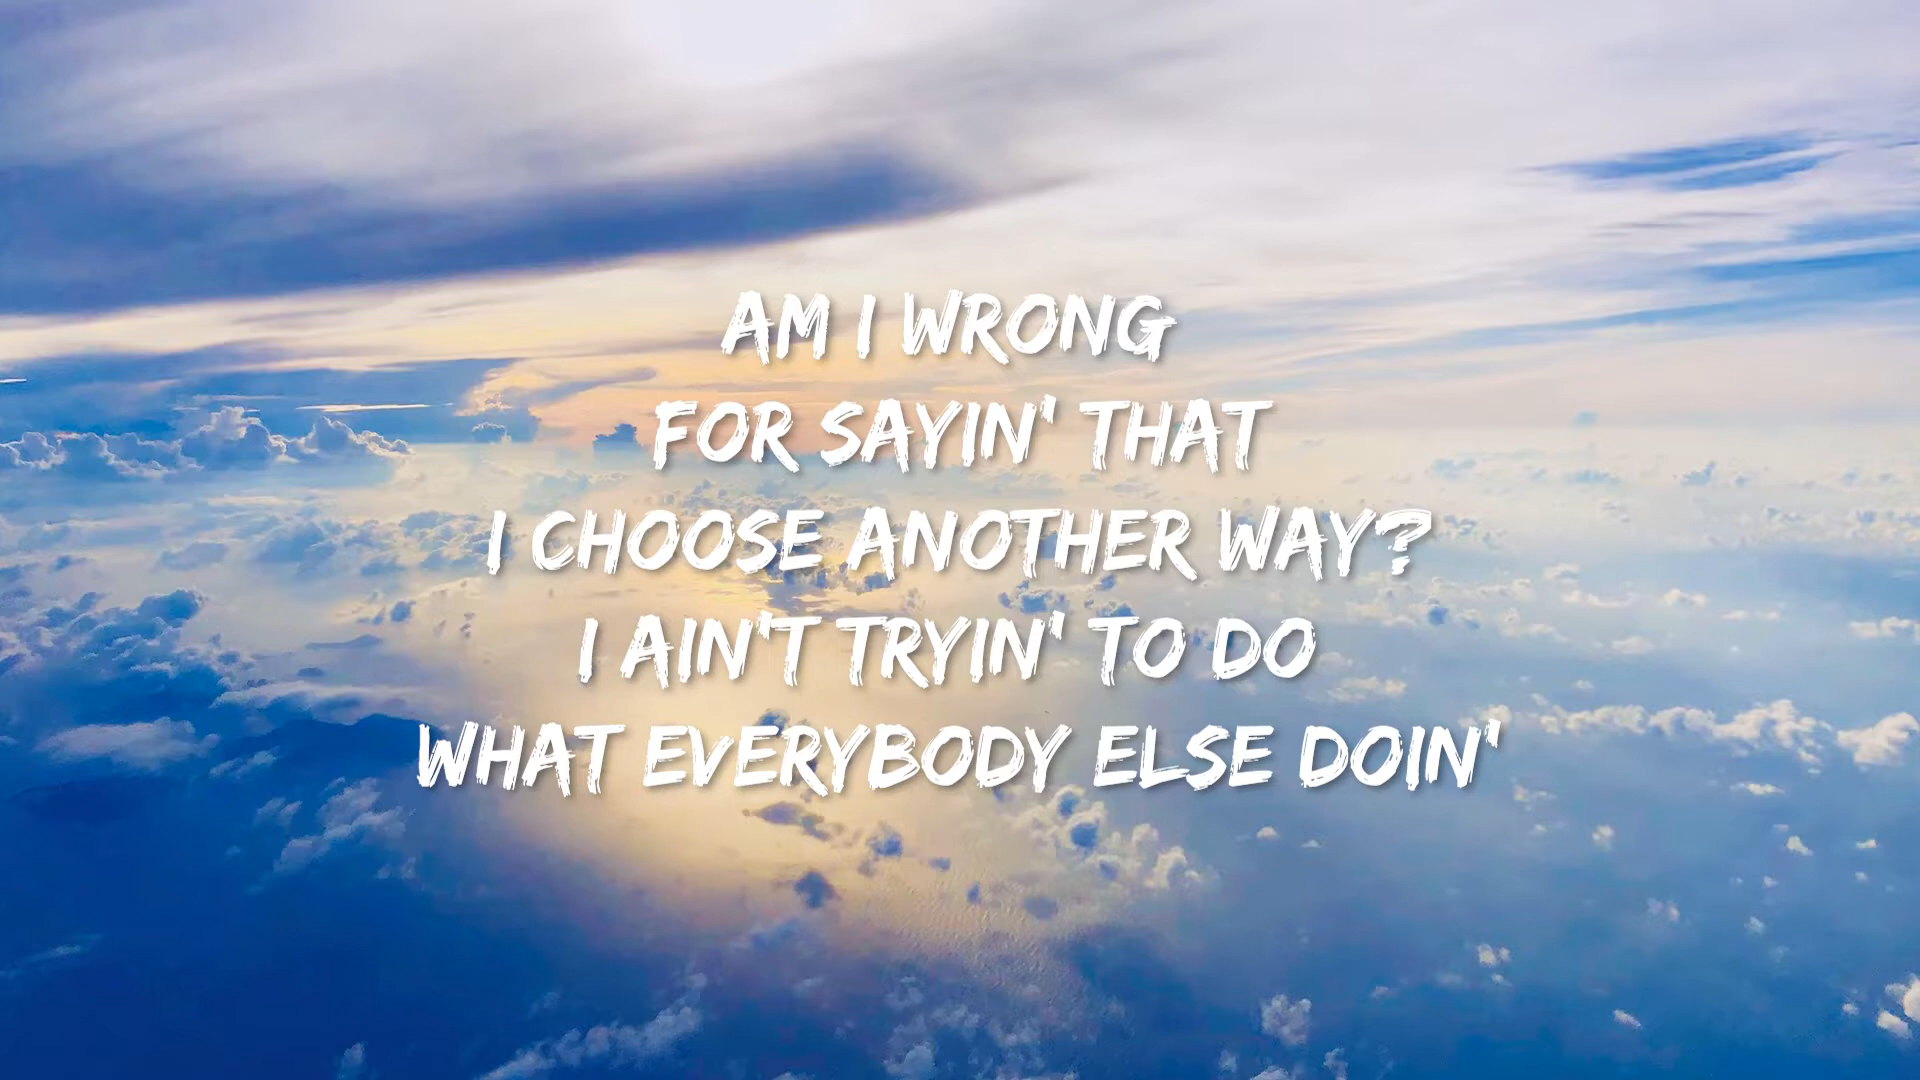 AM I WRONG
FOR SAYIN' THAT
I CHOOSE ANOTHER WAY?
I AIN'T TRYIN' TO DO
WHAT EVERYBODY ELSE DOIN'